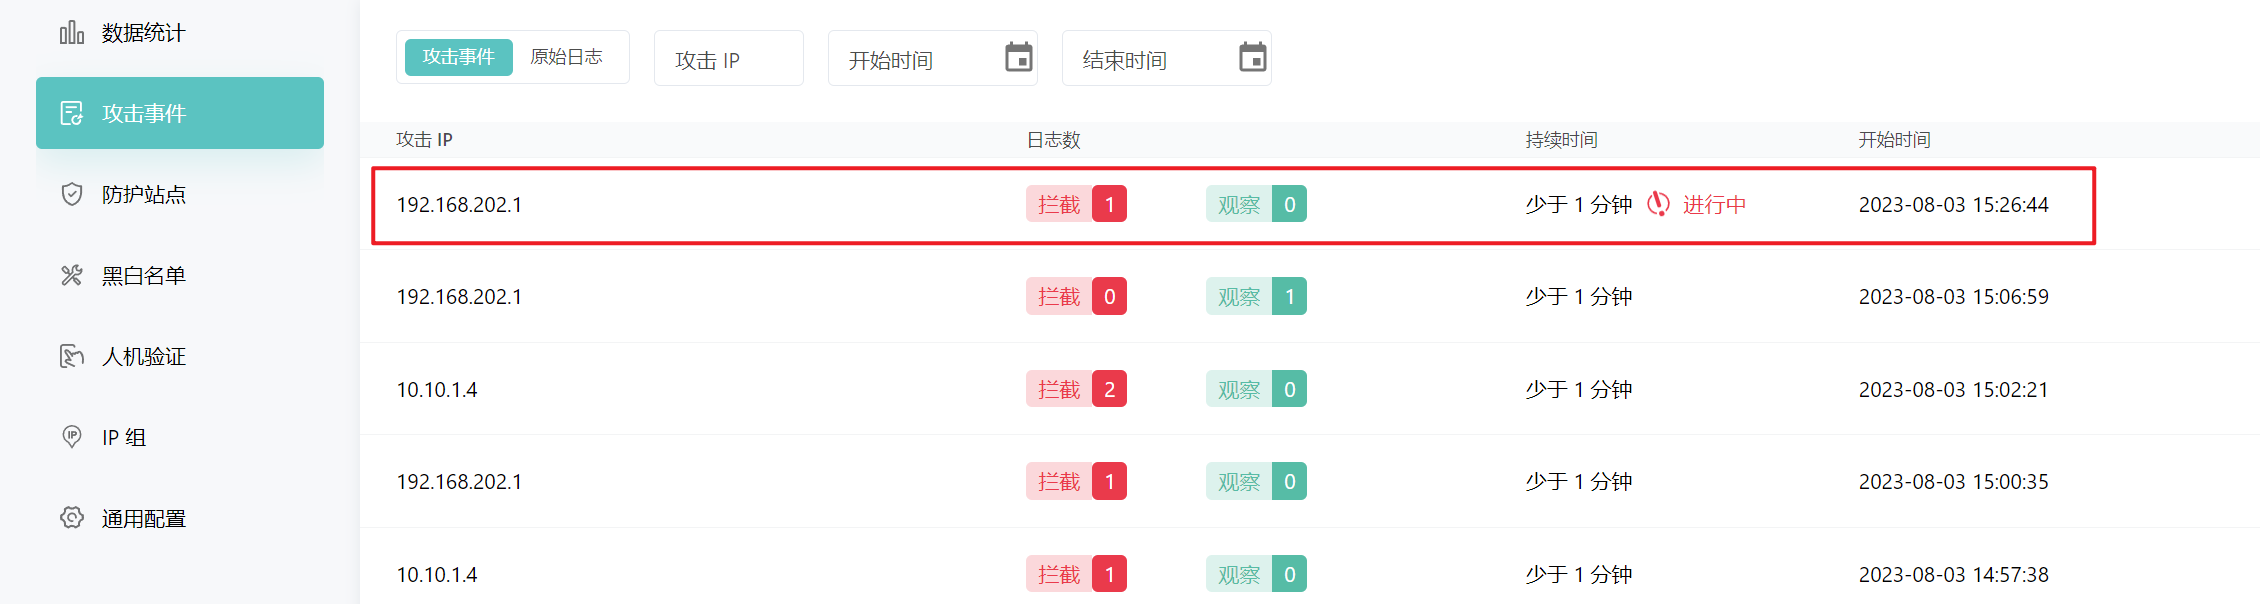 数据统计
攻击事件
防护站点
黑白名单
人机验证
IP 组
通用配置
攻击事件 原始日志 攻击 IP 开始时间 结束时间
攻击 IP 日志数 持续时间 开始时间
192.168.202.1 拦截 1 观察 0 少于 1 分钟 进行中 2023-08-03 15:26:44
192.168.202.1 拦截 0 观察 1 少于 1 分钟 2023-08-03 15:06:59
10.10.1.4 拦截 2 观察 0 少于 1 分钟 2023-08-03 15:02:21
192.168.202.1 拦截 1 观察 0 少于 1 分钟 2023-08-03 15:00:35
10.10.1.4 拦截 1 观察 0 少于 1 分钟 2023-08-03 14:57:38